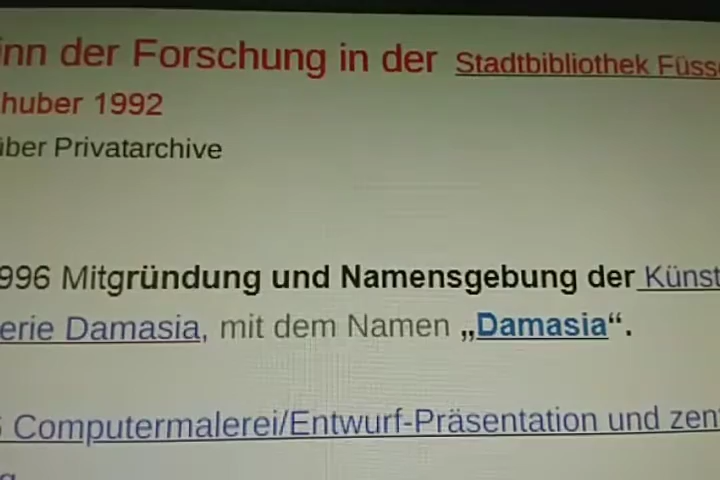 inn der Forschung in der Stadtbibliothek Füss
huber 1992
über Privatarchive
996 Mitgründung und Namensgebung der Künst
erie Damasia, mit dem Namen „Damasia“.
Computermalerei/Entwurf-Präsentation und zen